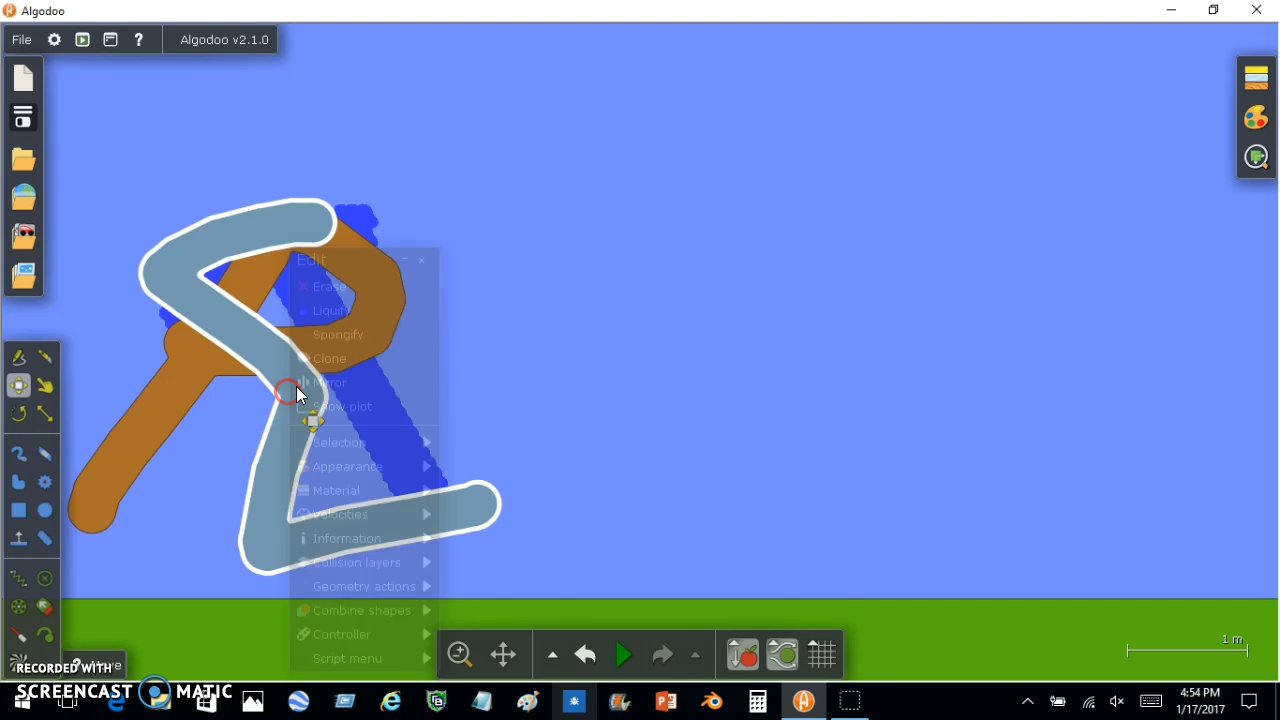 Algodoo
File
? Algodoo v2.1.0
Edit
Erase
Liquify
Spongify
Clone
Mirror
Show plot
Selection
Appearance
Material
Velocities
Information
Collision layers
Geometry actions
Combine shapes
Controller
Script menu
1 m
Move
RECORDED WITH
SCREENCAST MATIC
4:54 PM
1/17/2017